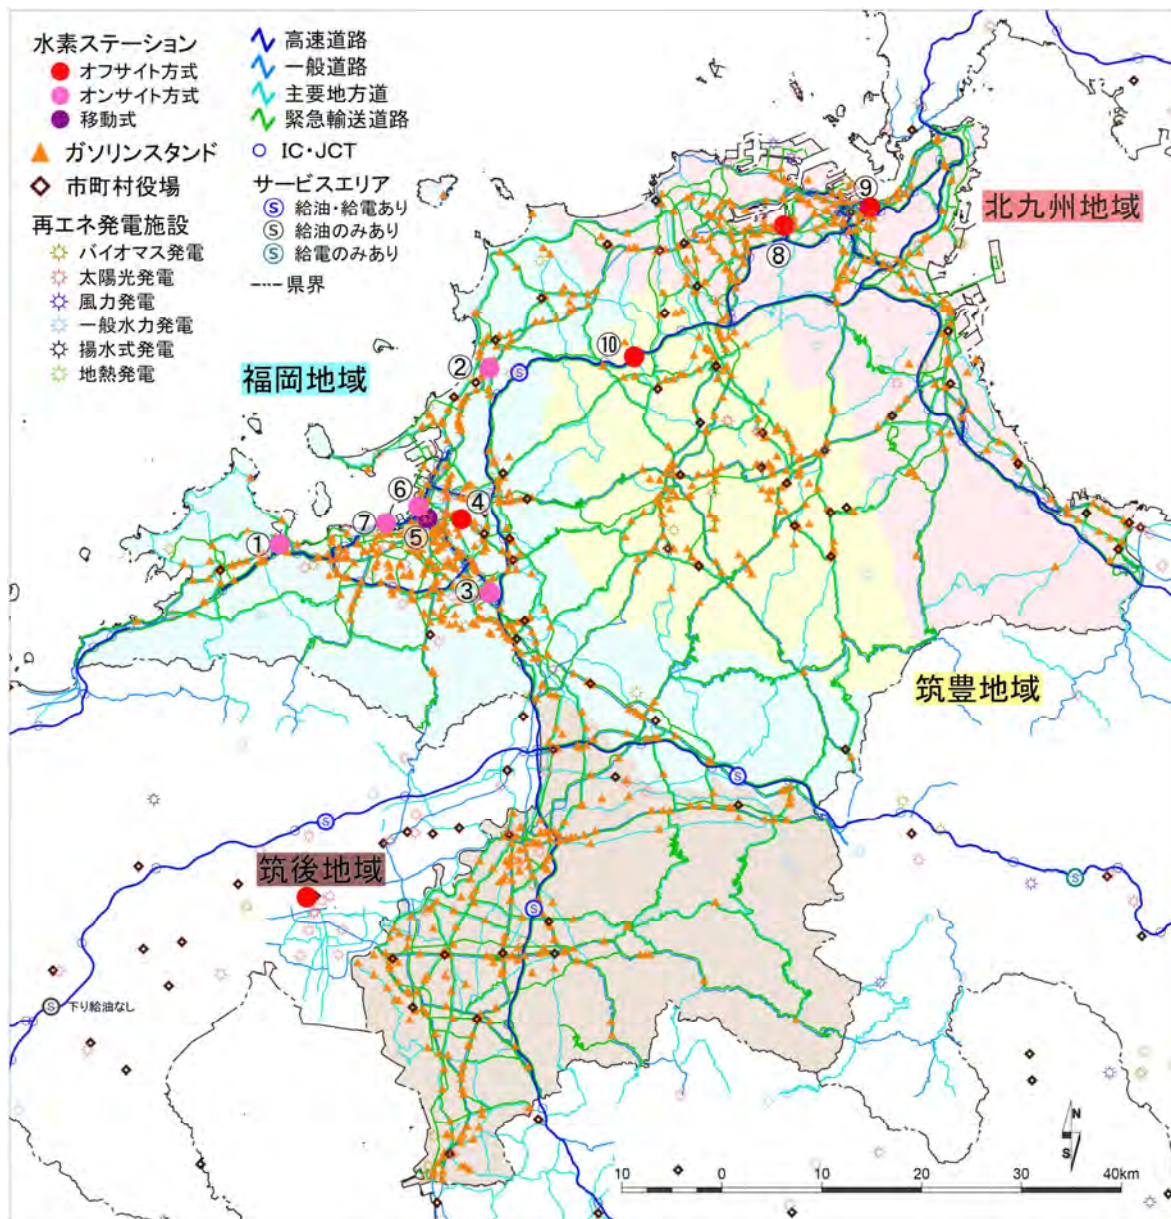 水素ステーション
オフサイト方式
オンサイト方式
移動式
ガソリンスタンド
市町村役場
再エネ発電施設
バイオマス発電
太陽光発電
風力発電
一般水力発電
揚水式発電
地熱発電
高速道路
一般道路
主要地方道
緊急輸送道路
IC・JCT
サービスエリア
S 給油・給電あり
S 給油のみあり
S 給電のみあり
県界
北九州地域
⑨
⑧
⑩
②
S
福岡地域
⑥
④
⑦
⑤
①
③
筑豊地域
S
S
筑後地域
S
S
S 下り給油なし
N
S
10 0 10 20 30 40km